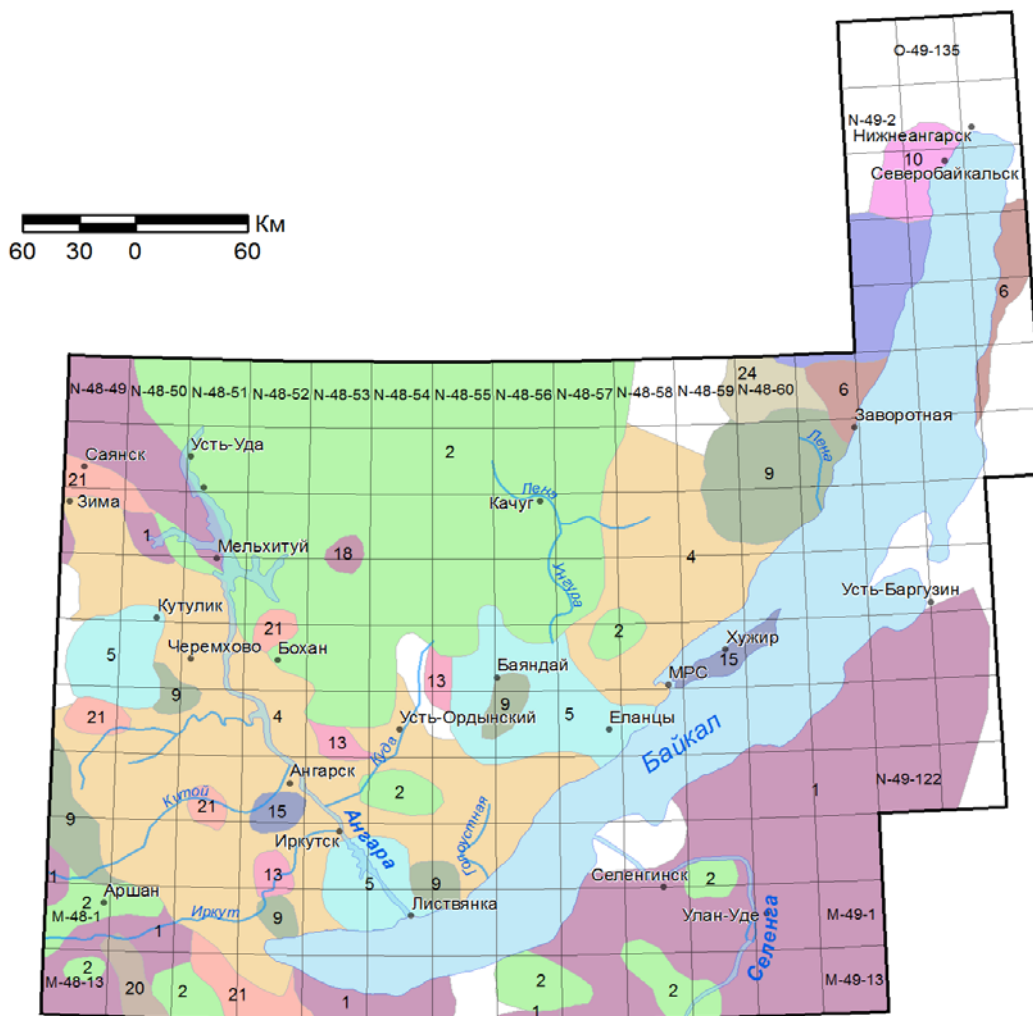 О-49-135
N-49-2
Нижнеангарск
10
Северобайкальск
Км
60 30 0 60
6
N-48-49 N-48-50 N-48-51 N-48-52 N-48-53 N-48-54 N-48-55 N-48-56 N-48-57 N-48-58 N-48-59 N-48-60
24
6
Заворотная
Усть-Уда
Саянск
2
Лена
21
9
Зима
Лена
Качуг
1
18
4
Мельхитуй
Унгура
Усть-Баргузин
Кутулик
21
2
Хужир
5
Черемхово
Бохан
Баяндай
15
13
МРС
9
9
21
4
Усть-Ордынский
5
Еланцы
13
Куда
Байкал
Ангарск
N-49-122
Китой
21
15
2
1
Голоустная
9
Иркутск
Ангара
13
5
9
Селенгинск
1
2
Аршан
2
Листвянка
Улан-Уде
М-48-1
Иркут
9
М-49-1
1
Селенга
2
2
М-48-13
20
2
21
1
2
М-49-13
1